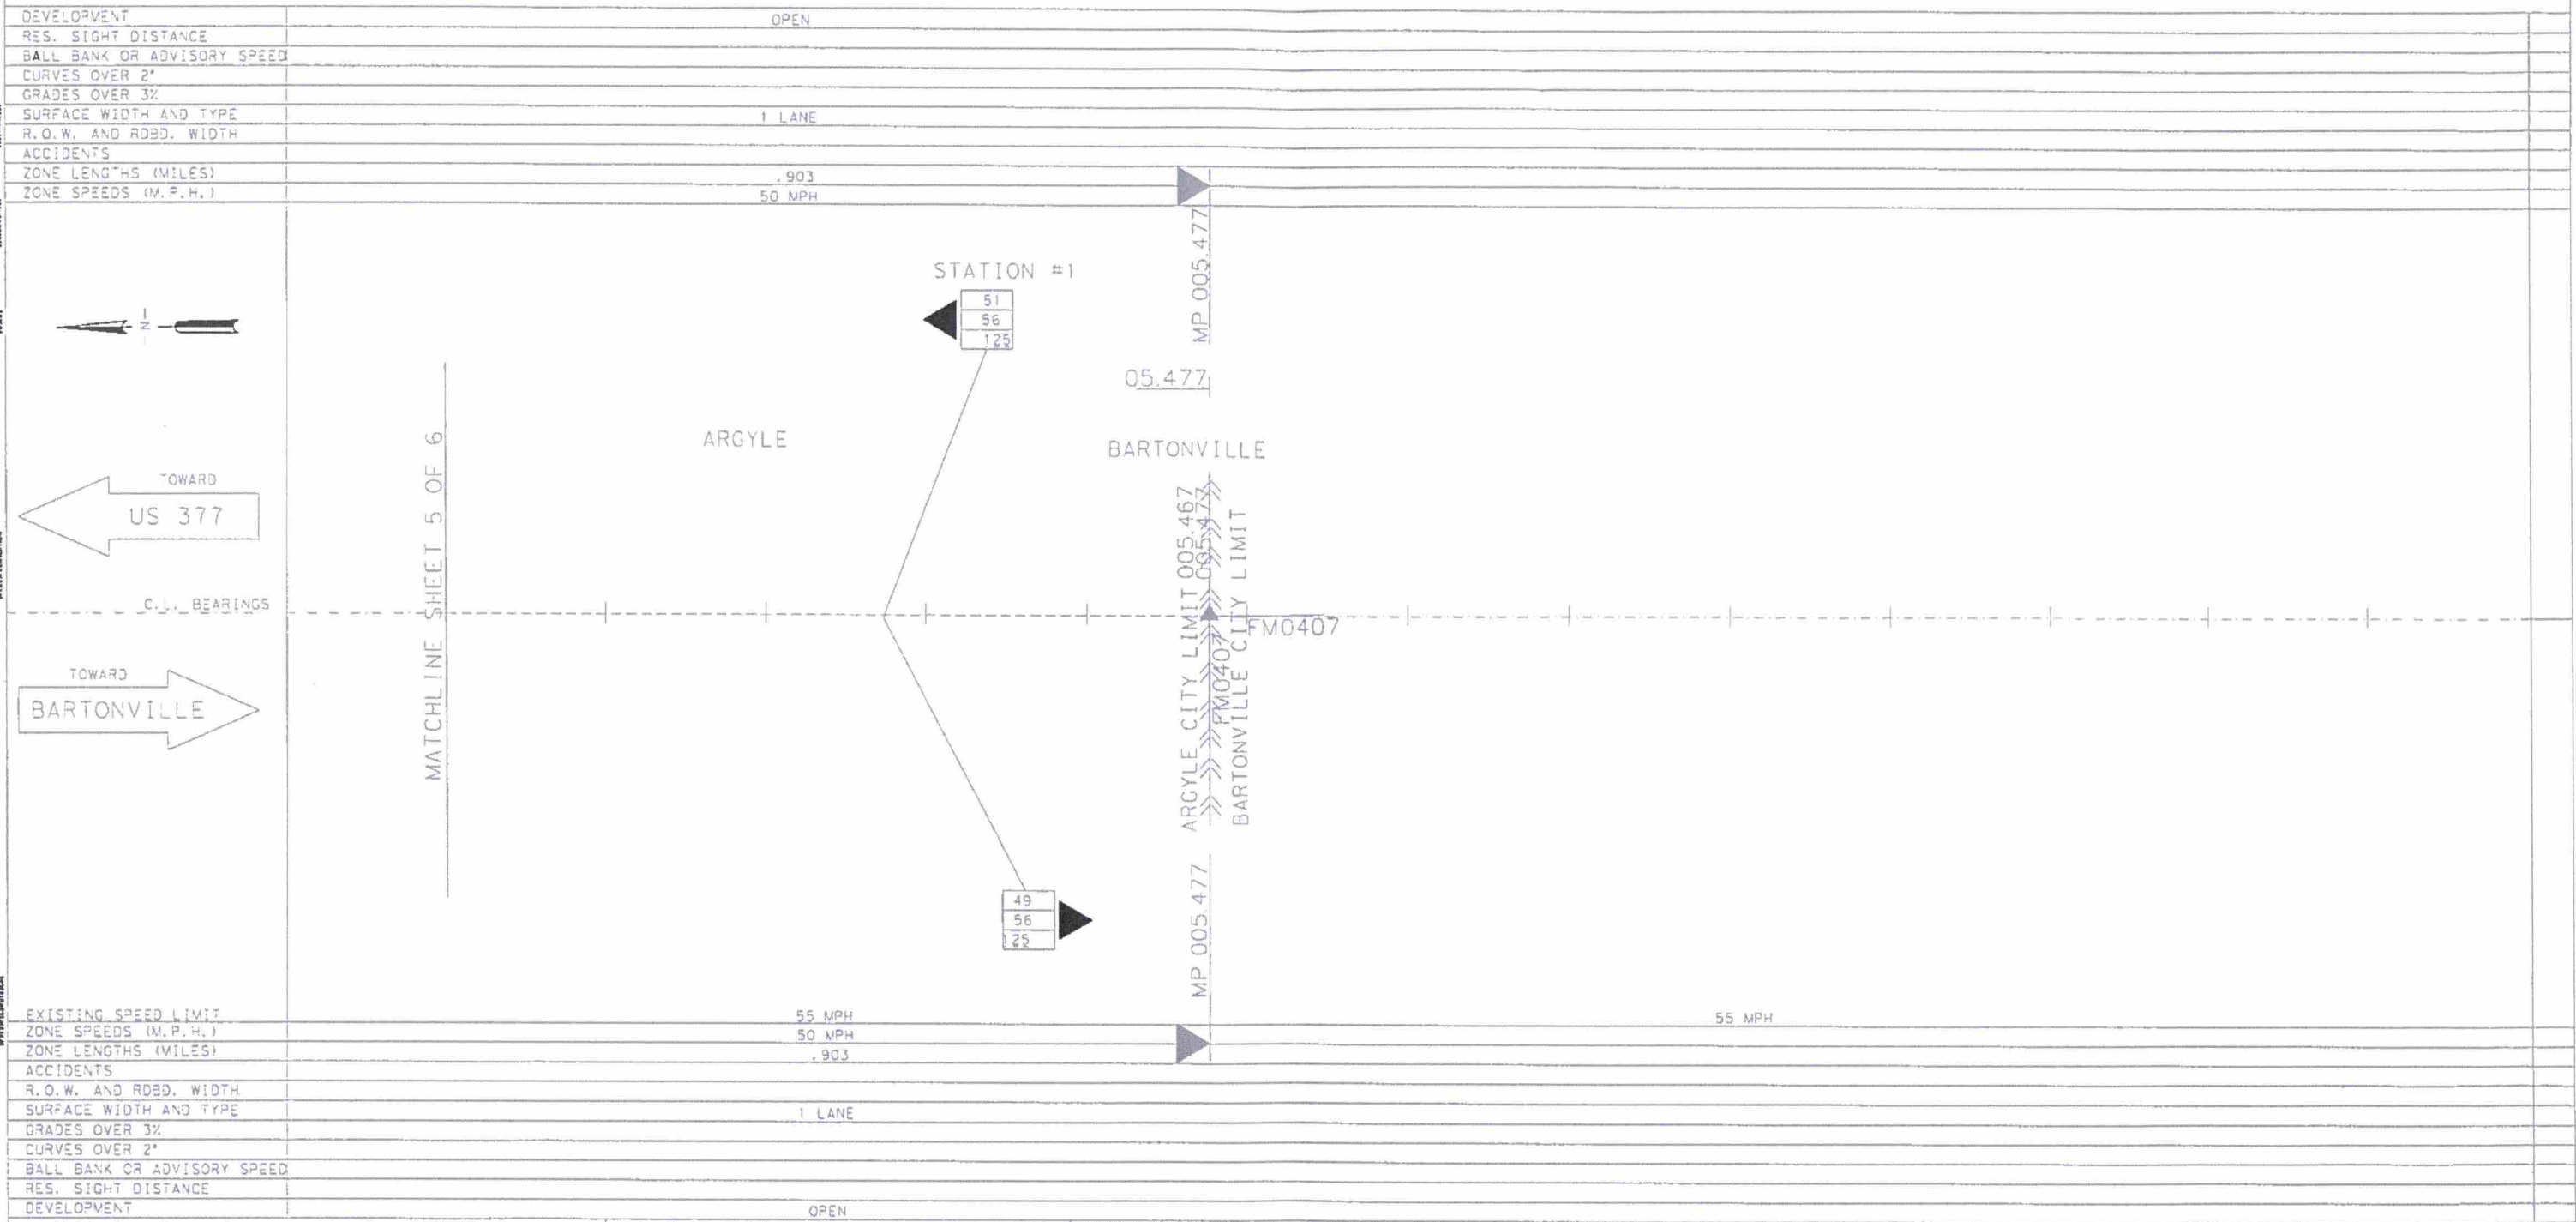 DEVELOPMENT OPEN
RES. SIGHT DISTANCE
BALL BANK OR ADVISORY SPEED
CURVES OVER 2°
GRADES OVER 3%
SURFACE WIDTH AND TYPE 1 LANE
R.O.W. AND RDBD. WIDTH
ACCIDENTS
ZONE LENGTHS (MILES) .903
ZONE SPEEDS (M.P.H.) 50 MPH
MP 005.477
STATION #1
51
56
125
N
05.477
ARGYLE
BARTONVILLE
MATCHLINE SHEET 5 OF 6
TOWARD
US 377
C.L. BEARINGS
ARGYLE CITY LIMIT 005.467
005.477
FM0407
BARTONVILLE CITY LIMIT
FM0407
TOWARD
BARTONVILLE
49
56
125
MP 005.477
EXISTING SPEED LIMIT 55 MPH 55 MPH
ZONE SPEEDS (M.P.H.) 50 MPH
ZONE LENGTHS (MILES) .903
ACCIDENTS
R.O.W. AND RDBD. WIDTH
SURFACE WIDTH AND TYPE 1 LANE
GRADES OVER 3%
CURVES OVER 2°
BALL BANK OR ADVISORY SPEED
RES. SIGHT DISTANCE
DEVELOPMENT OPEN